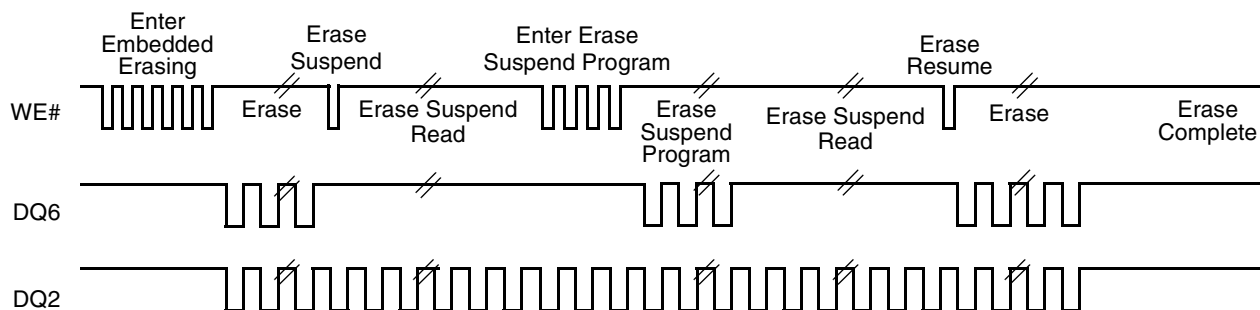 Enter
Embedded
Erasing
Erase
Suspend
Enter Erase
Suspend Program
Erase
Resume
WE#
Erase
Erase Suspend
Read
Erase
Suspend
Program
Erase Suspend
Read
Erase
Erase
Complete
DQ6
DQ2